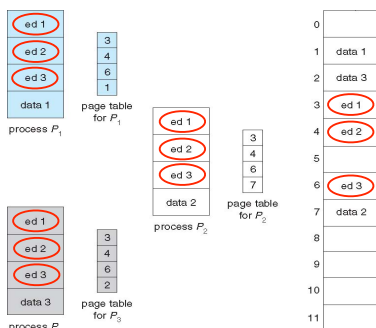 ed 1
ed 2
ed 3
data 1
process P1
3
4
6
1
page table
for P1
ed 1
ed 2
ed 3
data 2
process P2
3
4
6
7
page table
for P2
ed 1
ed 2
ed 3
data 3
process P
3
4
6
2
page table
for P3
0
1 data 1
2 data 3
3 ed 1
4 ed 2
5
6 ed 3
7 data 2
8
9
10
11